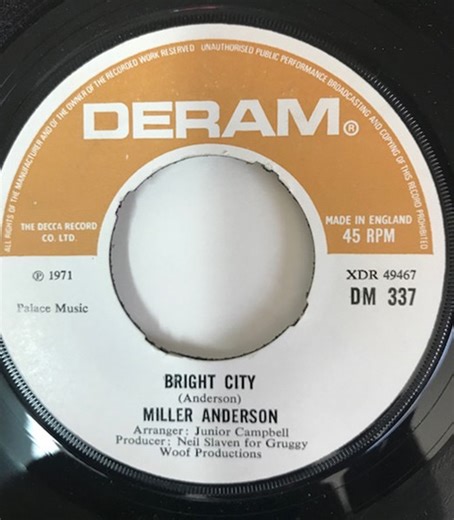 ALL RIGHTS OF THE MANUFACTURER AND OF THE OWNER OF THE RECORDED WORK RESERVED UNAUTHORISED PUBLIC PERFORMANCE BROADCASTING AND COPYING OF THIS RECORD PROHIBITED
DERAM®
THE DECCA RECORD
CO. LTD.
MADE IN ENGLAND
45 RPM
℗ 1971
XDR 49467
Palace Music
DM 337
BRIGHT CITY
(Anderson)
MILLER ANDERSON
Arranger: Junior Campbell
Producer: Neil Slaven for Gruggy
Woof Productions